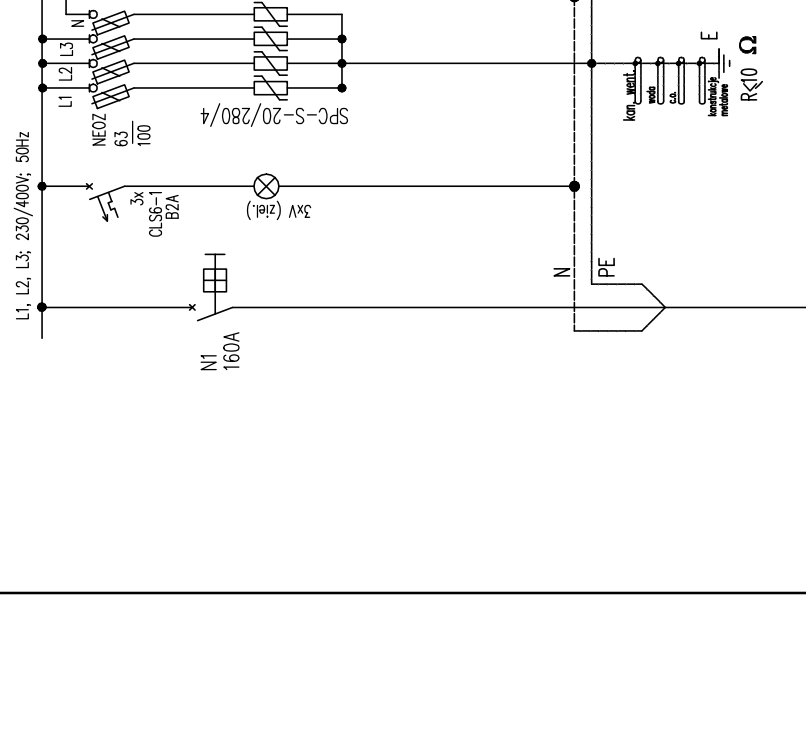 N
L3
L2
L1
NEOZ
63
100
SPC-S-20/280/4
L1, L2, L3; 230/400V; 50Hz
3x
CLS6-1
B2A
3xV (ziel.)
N1
160A
N
PE
kan. went.
woda
c.o.
konstrukcje
metalowe
E
R<10 Ω